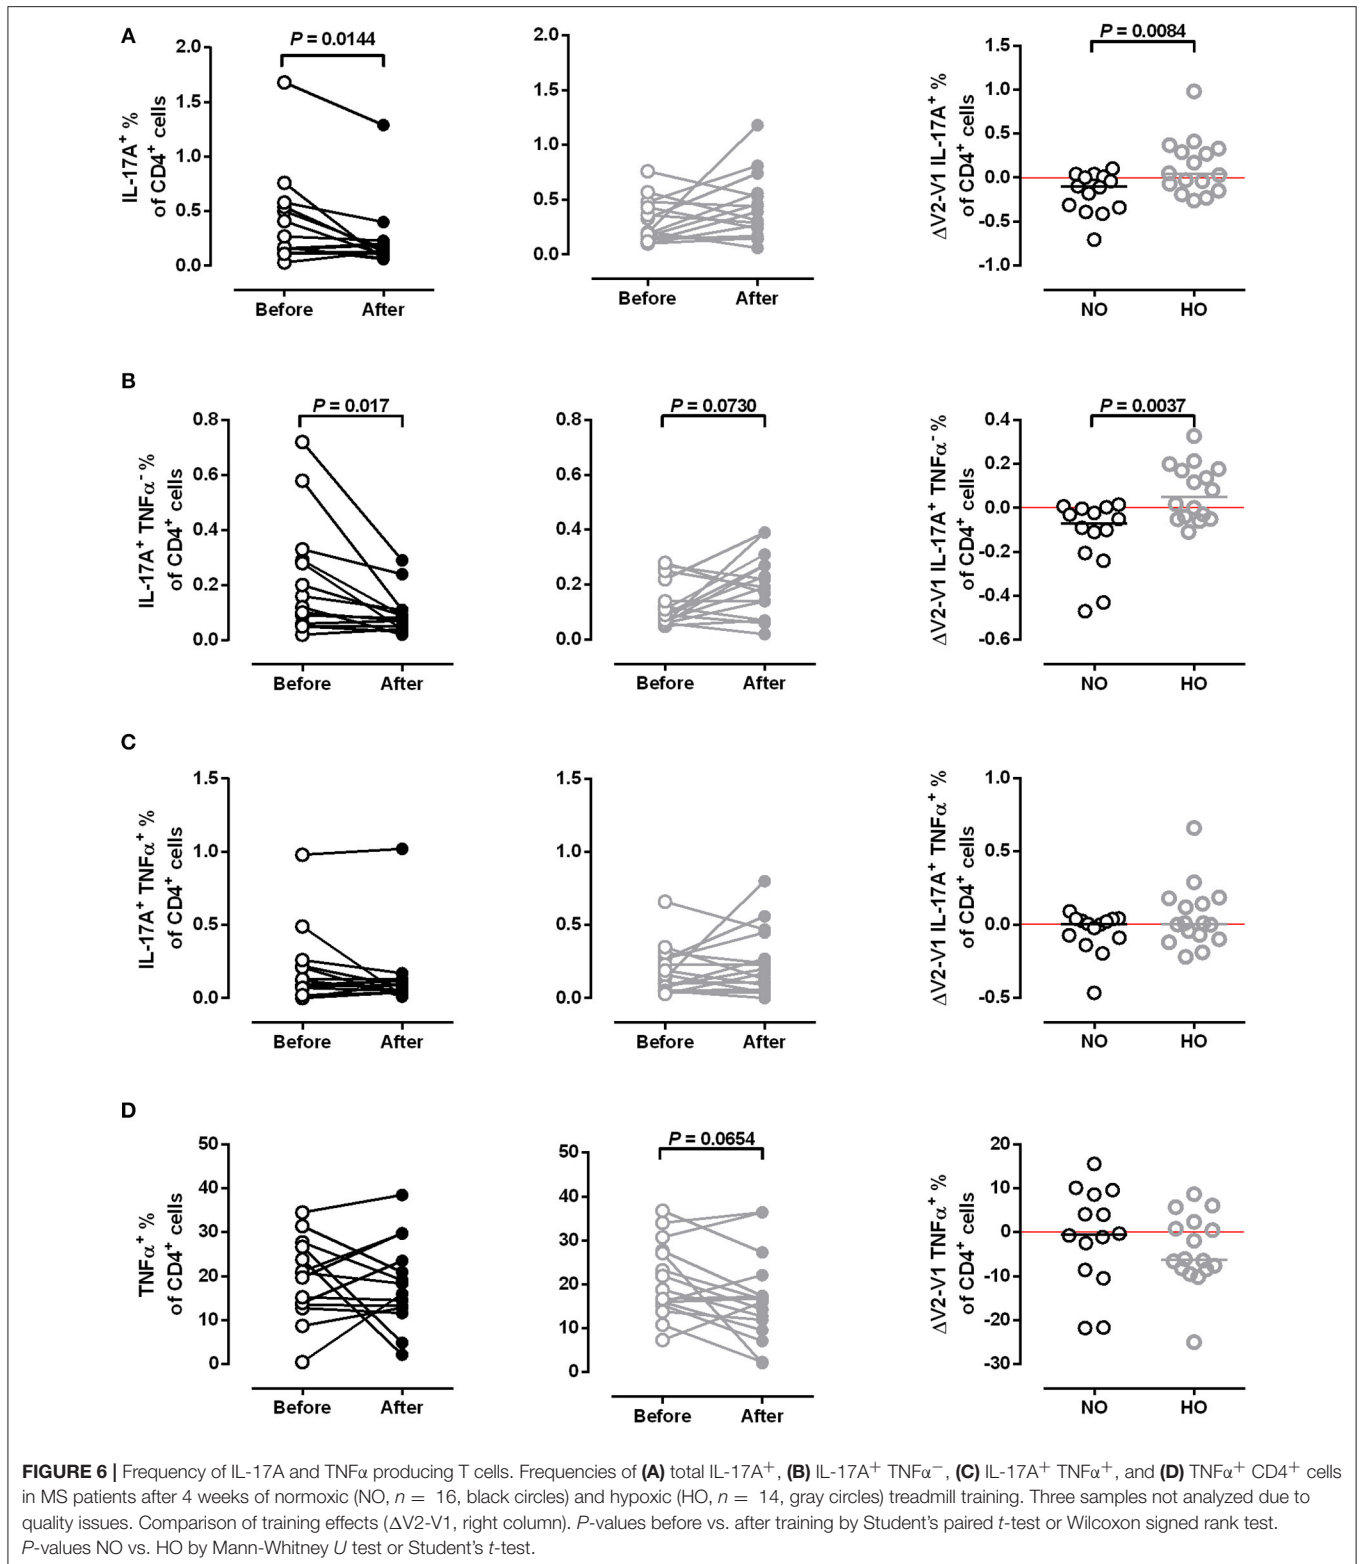 A
P = 0.0144
IL-17A⁺ %
of CD4⁺ cells
2.0
1.5
1.0
0.5
0.0
Before After
2.0
1.5
1.0
0.5
0.0
Before After
P = 0.0084
ΔV2-V1 IL-17A⁺ %
of CD4⁺ cells
1.5
1.0
0.5
0.0
-0.5
-1.0
NO HO
B
P = 0.017
IL-17A⁺ TNFα⁻ %
of CD4⁺ cells
0.8
0.6
0.4
0.2
0.0
Before After
P = 0.0730
0.8
0.6
0.4
0.2
0.0
Before After
P = 0.0037
ΔV2-V1 IL-17A⁺ TNFα⁻ %
of CD4⁺ cells
0.4
0.2
0.0
-0.2
-0.4
-0.6
NO HO
C
IL-17A⁺ TNFα⁺ %
of CD4⁺ cells
1.5
1.0
0.5
0.0
Before After
1.5
1.0
0.5
0.0
Before After
ΔV2-V1 IL-17A⁺ TNFα⁺ %
of CD4⁺ cells
1.0
0.5
0.0
-0.5
NO HO
D
TNFα⁺ %
of CD4⁺ cells
50
40
30
20
10
0
Before After
P = 0.0654
50
40
30
20
10
0
Before After
ΔV2-V1 TNFα⁺ %
of CD4⁺ cells
20
10
0
-10
-20
-30
NO HO
FIGURE 6 | Frequency of IL-17A and TNFα producing T cells. Frequencies of (A) total IL-17A⁺, (B) IL-17A⁺ TNFα⁻, (C) IL-17A⁺ TNFα⁺, and (D) TNFα⁺ CD4⁺ cells
in MS patients after 4 weeks of normoxic (NO, n = 16, black circles) and hypoxic (HO, n = 14, gray circles) treadmill training. Three samples not analyzed due to
quality issues. Comparison of training effects (ΔV2-V1, right column). P-values before vs. after training by Student's paired t-test or Wilcoxon signed rank test.
P-values NO vs. HO by Mann-Whitney U test or Student's t-test.